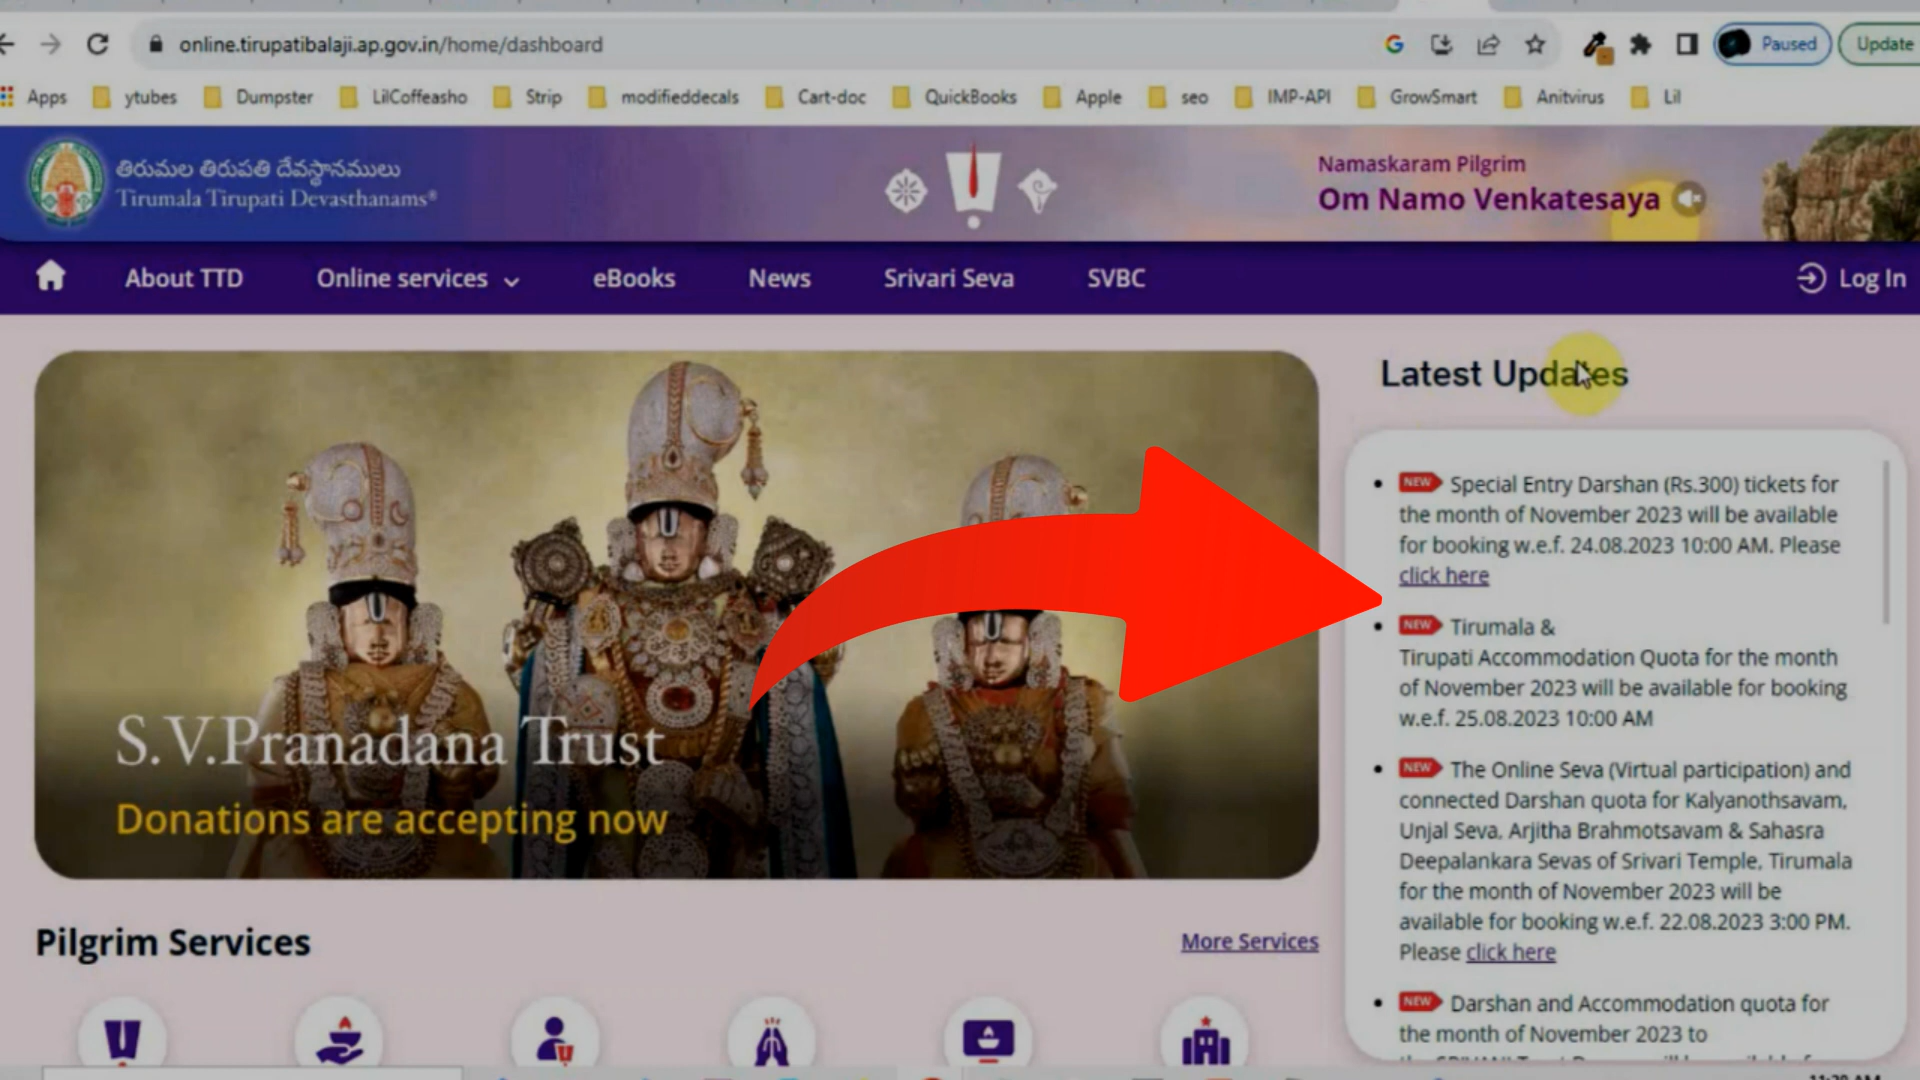 online.tirupatibalaji.ap.gov.in/home/dashboard
Paused
Update
Apps ytubes Dumpster LilCoffeasho Strip modifieddecals Cart-doc QuickBooks Apple seo IMP-API GrowSmart Anitvirus Lil
తిరుమల తిరుపతి దేవస్థానములు
Tirumala Tirupati Devasthanams®
Namaskaram Pilgrim
Om Namo Venkatesaya
About TTD Online services eBooks News Srivari Seva SVBC Log In
S.V.Pranadana Trust
Donations are accepting now
Pilgrim Services
More Services
Latest Updates
NEW Special Entry Darshan (Rs.300) tickets for
the month of November 2023 will be available
for booking w.e.f. 24.08.2023 10:00 AM. Please
click here
NEW Tirumala &
Tirupati Accommodation Quota for the month
of November 2023 will be available for booking
w.e.f. 25.08.2023 10:00 AM
NEW The Online Seva (Virtual participation) and
connected Darshan quota for Kalyanothsavam,
Unjal Seva, Arjitha Brahmotsavam & Sahasra
Deepalankara Sevas of Srivari Temple, Tirumala
for the month of November 2023 will be
available for booking w.e.f. 22.08.2023 3:00 PM.
Please click here
NEW Darshan and Accommodation quota for
the month of November 2023 to